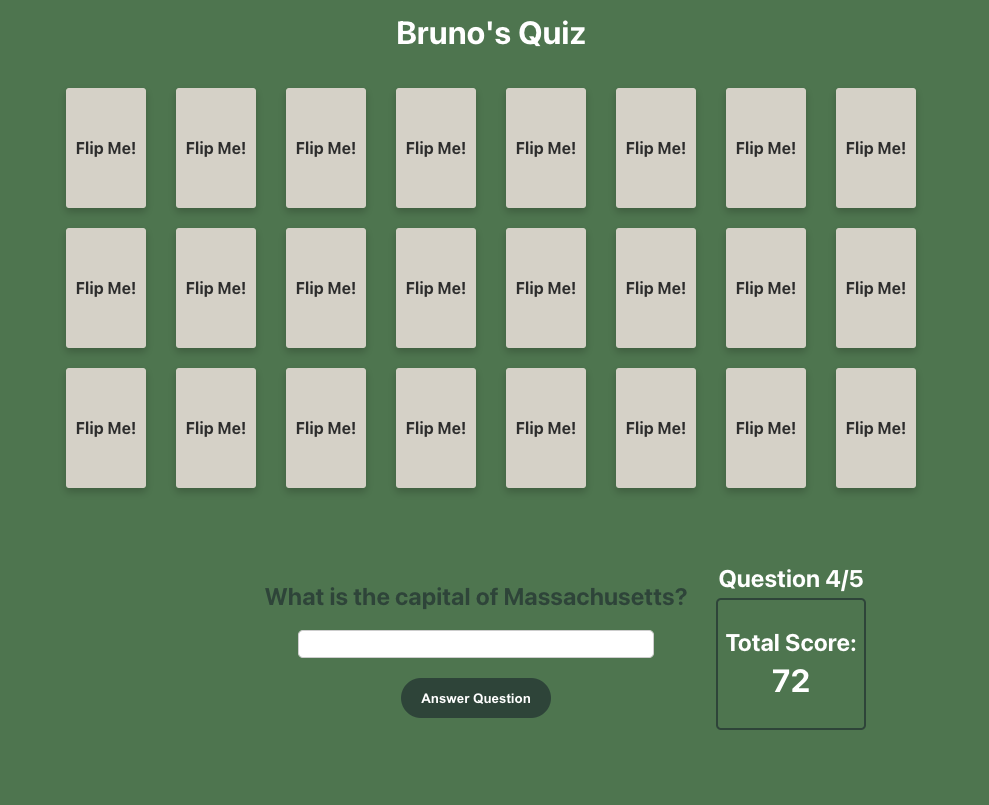 Bruno's Quiz
Flip Me! Flip Me! Flip Me! Flip Me! Flip Me! Flip Me! Flip Me! Flip Me!
Flip Me! Flip Me! Flip Me! Flip Me! Flip Me! Flip Me! Flip Me! Flip Me!
Flip Me! Flip Me! Flip Me! Flip Me! Flip Me! Flip Me! Flip Me! Flip Me!
What is the capital of Massachusetts?
Answer Question
Question 4/5
Total Score:
72